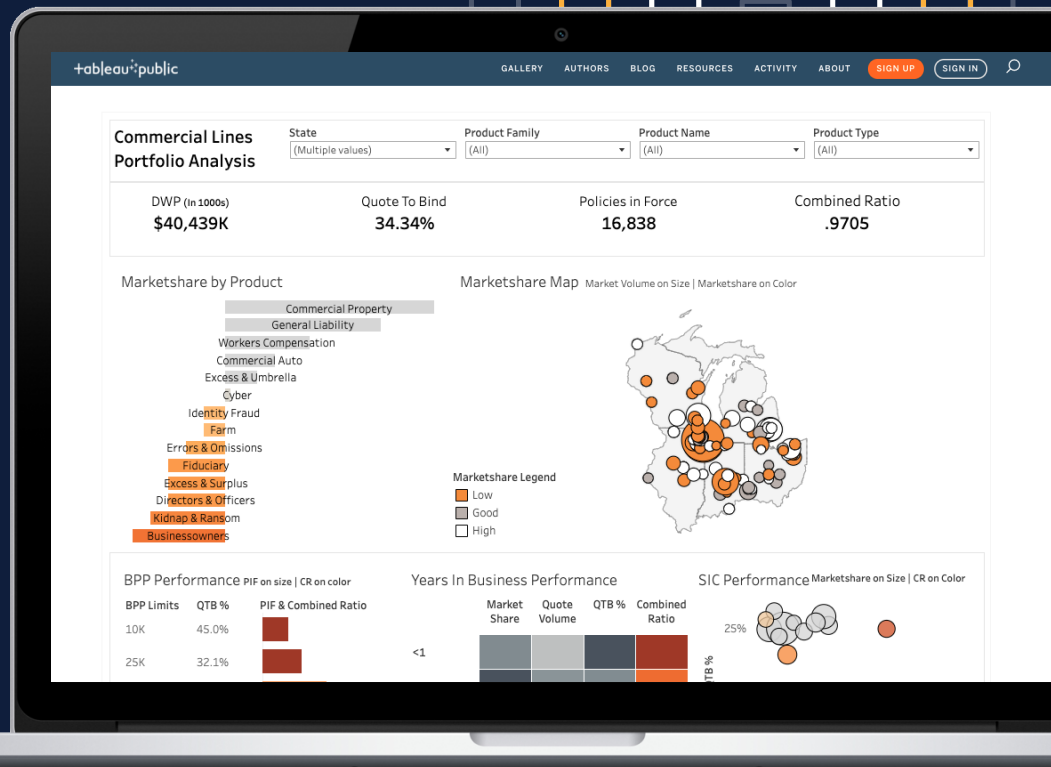 +ableau public
GALLERY AUTHORS BLOG RESOURCES ACTIVITY ABOUT SIGN UP SIGN IN
Commercial Lines
Portfolio Analysis
State
(Multiple values)
Product Family
(All)
Product Name
(All)
Product Type
(All)
DWP (In 1000s)
$40,439K
Quote To Bind
34.34%
Policies in Force
16,838
Combined Ratio
.9705
Marketshare by Product
Commercial Property
General Liability
Workers Compensation
Commercial Auto
Excess & Umbrella
Cyber
Identity Fraud
Farm
Errors & Omissions
Fiduciary
Excess & Surplus
Directors & Officers
Kidnap & Ransom
Businessowners
Marketshare Map Market Volume on Size | Marketshare on Color
Marketshare Legend
Low
Good
High
BPP Performance PIF on size | CR on color
BPP Limits QTB % PIF & Combined Ratio
10K 45.0%
25K 32.1%
Years In Business Performance
Market Share
Quote Volume
QTB %
Combined Ratio
<1
SIC Performance Marketshare on Size | CR on Color
25%
QTB %